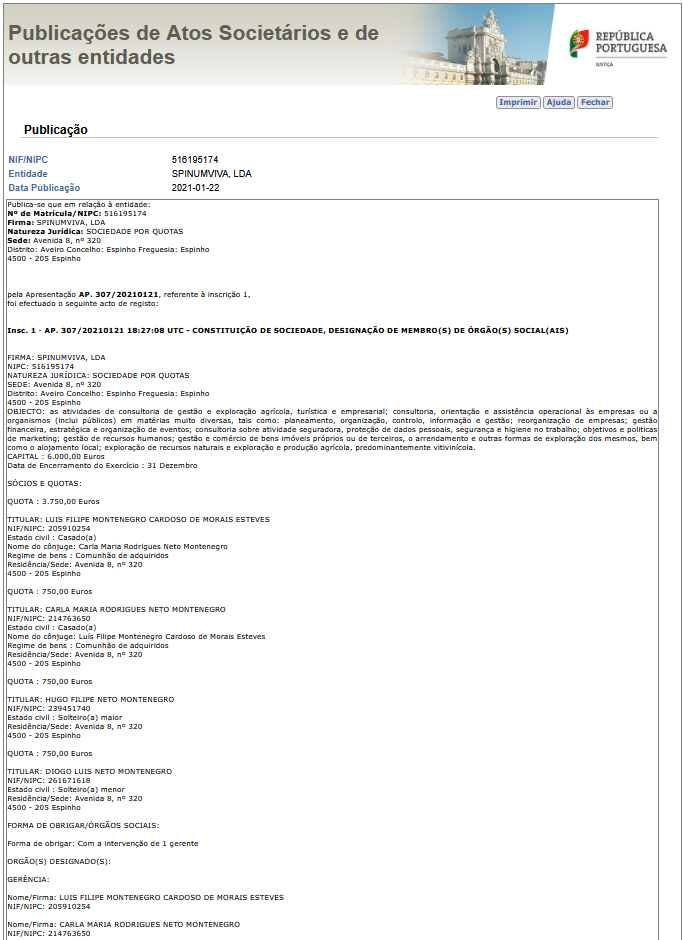 Publicações de Atos Societários e de
outras entidades
REPÚBLICA
PORTUGUESA
JUSTIÇA
Imprimir Ajuda Fechar
Publicação
NIF/NIPC 516195174
Entidade SPINUMVIVA, LDA
Data Publicação 2021-01-22
Publica-se que em relação à entidade:
Nº de Matrícula/NIPC: 516195174
Firma: SPINUMVIVA, LDA
Natureza Jurídica: SOCIEDADE POR QUOTAS
Sede: Avenida 8, nº 320
Distrito: Aveiro Concelho: Espinho Freguesia: Espinho
4500 - 205 Espinho
pela Apresentação AP. 307/20210121, referente à inscrição 1,
foi efectuado o seguinte acto de registo:
Insc. 1 - AP. 307/20210121 18:27:08 UTC - CONSTITUIÇÃO DE SOCIEDADE, DESIGNAÇÃO DE MEMBRO(S) DE ÓRGÃO(S) SOCIAL(AIS)
FIRMA: SPINUMVIVA, LDA
NIPC: 516195174
NATUREZA JURÍDICA: SOCIEDADE POR QUOTAS
SEDE: Avenida 8, nº 320
Distrito: Aveiro Concelho: Espinho Freguesia: Espinho
4500 - 205 Espinho
OBJECTO: as atividades de consultoria de gestão e exploração agrícola, turística e empresarial; consultoria, orientação e assistência operacional às empresas ou a
organismos (inclui públicos) em matérias muito diversas, tais como: planeamento, organização, controlo, informação e gestão; reorganização de empresas; gestão
financeira, estratégica e organização de eventos; consultoria sobre atividade seguradora, proteção de dados pessoais, segurança e higiene no trabalho; objetivos e políticas
de marketing; gestão de recursos humanos; gestão e comércio de bens imóveis próprios ou de terceiros, o arrendamento e outras formas de exploração dos mesmos, bem
como o alojamento local; exploração de recursos naturais e exploração e produção agrícola, predominantemente vitivinícola.
CAPITAL : 6.000,00 Euros
Data de Encerramento do Exercício : 31 Dezembro
SÓCIOS E QUOTAS:
QUOTA : 3.750,00 Euros
TITULAR: LUIS FILIPE MONTENEGRO CARDOSO DE MORAIS ESTEVES
NIF/NIPC: 205910254
Estado civil : Casado(a)
Nome do cônjuge: Carla Maria Rodrigues Neto Montenegro
Regime de bens : Comunhão de adquiridos
Residência/Sede: Avenida 8, nº 320
4500 - 205 Espinho
QUOTA : 750,00 Euros
TITULAR: CARLA MARIA RODRIGUES NETO MONTENEGRO
NIF/NIPC: 214763650
Estado civil : Casado(a)
Nome do cônjuge: Luís Filipe Montenegro Cardoso de Morais Esteves
Regime de bens : Comunhão de adquiridos
Residência/Sede: Avenida 8, nº 320
4500 - 205 Espinho
QUOTA : 750,00 Euros
TITULAR: HUGO FILIPE NETO MONTENEGRO
NIF/NIPC: 239451740
Estado civil : Solteiro(a) maior
Residência/Sede: Avenida 8, nº 320
4500 - 205 Espinho
QUOTA : 750,00 Euros
TITULAR: DIOGO LUIS NETO MONTENEGRO
NIF/NIPC: 261671618
Estado civil : Solteiro(a) menor
Residência/Sede: Avenida 8, nº 320
4500 - 205 Espinho
FORMA DE OBRIGAR/ÓRGÃOS SOCIAIS:
Forma de obrigar: Com a intervenção de 1 gerente
ORGÃO(S) DESIGNADO(S):
GERÊNCIA:
Nome/Firma: LUIS FILIPE MONTENEGRO CARDOSO DE MORAIS ESTEVES
NIF/NIPC: 205910254
Nome/Firma: CARLA MARIA RODRIGUES NETO MONTENEGRO
NIF/NIPC: 214763650